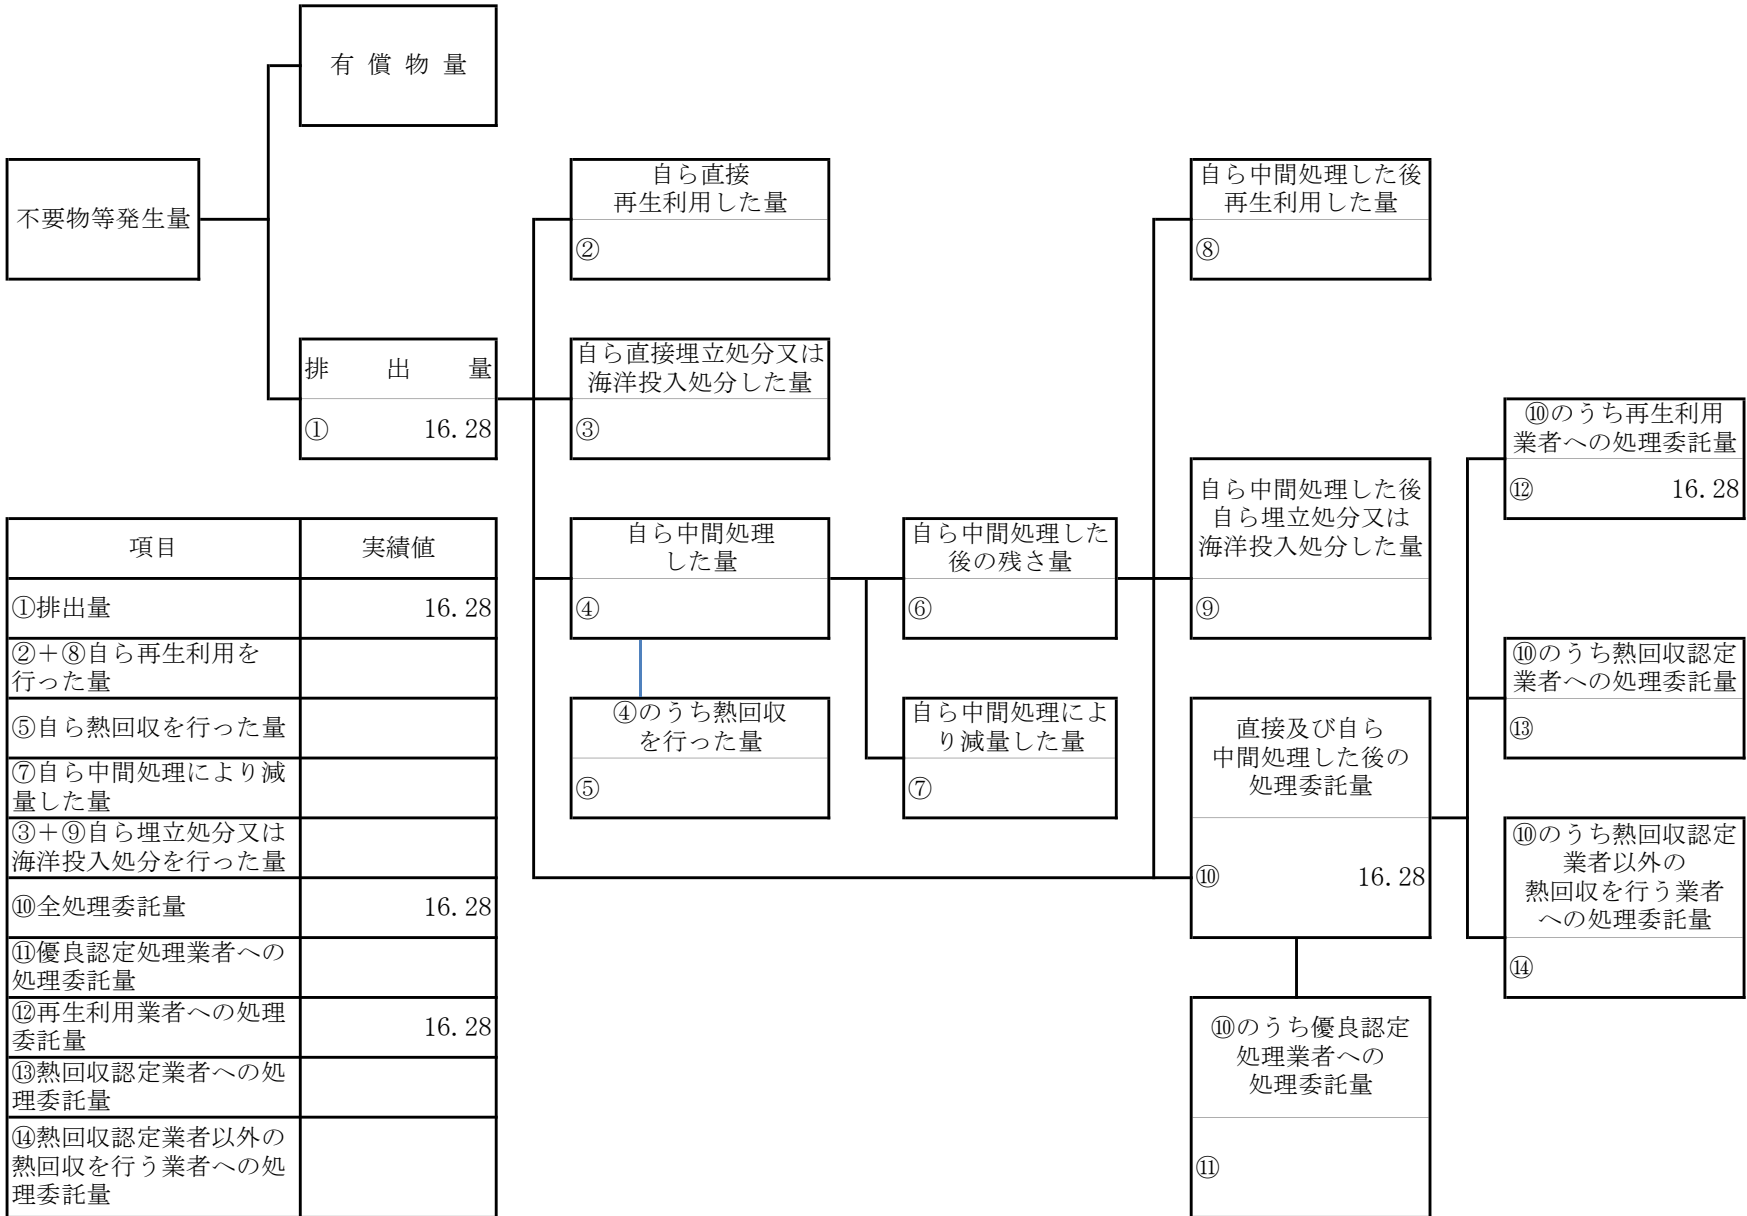 有償物量
不要物等発生量
自ら直接
再生利用した量
②
自ら中間処理した後
再生利用した量
⑧
排出量
① 16.28
自ら直接埋立処分又は
海洋投入処分した量
③
⑩のうち再生利用
業者への処理委託量
⑫ 16.28
自ら中間処理した後
自ら埋立処分又は
海洋投入処分した量
⑨
自ら中間処理
した量
④
自ら中間処理した
後の残さ量
⑥
⑩のうち熱回収認定
業者への処理委託量
⑬
④のうち熱回収
を行った量
⑤
自ら中間処理によ
り減量した量
⑦
直接及び自ら
中間処理した後の
処理委託量
⑩ 16.28
⑩のうち熱回収認定
業者以外の
熱回収を行う業者
への処理委託量
⑭
⑩のうち優良認定
処理業者への
処理委託量
⑪
項目 実績値
①排出量 16.28
②＋⑧自ら再生利用を
行った量
⑤自ら熱回収を行った量
⑦自ら中間処理により減
量した量
③＋⑨自ら埋立処分又は
海洋投入処分を行った量
⑩全処理委託量 16.28
⑪優良認定処理業者への
処理委託量
⑫再生利用業者への処理
委託量 16.28
⑬熱回収認定業者への処
理委託量
⑭熱回収認定業者以外の
熱回収を行う業者への処
理委託量